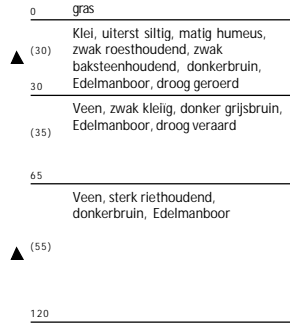 0 gras
Klei, uiterst siltig, matig humeus,
(30) zwak roesthoudend, zwak
baksteenhoudend, donkerbruin,
30 Edelmanboor, droog geroerd
Veen, zwak kleiïg, donker grijsbruin,
(35) Edelmanboor, droog veraard
65
Veen, sterk riethoudend,
donkerbruin, Edelmanboor
(55)
120